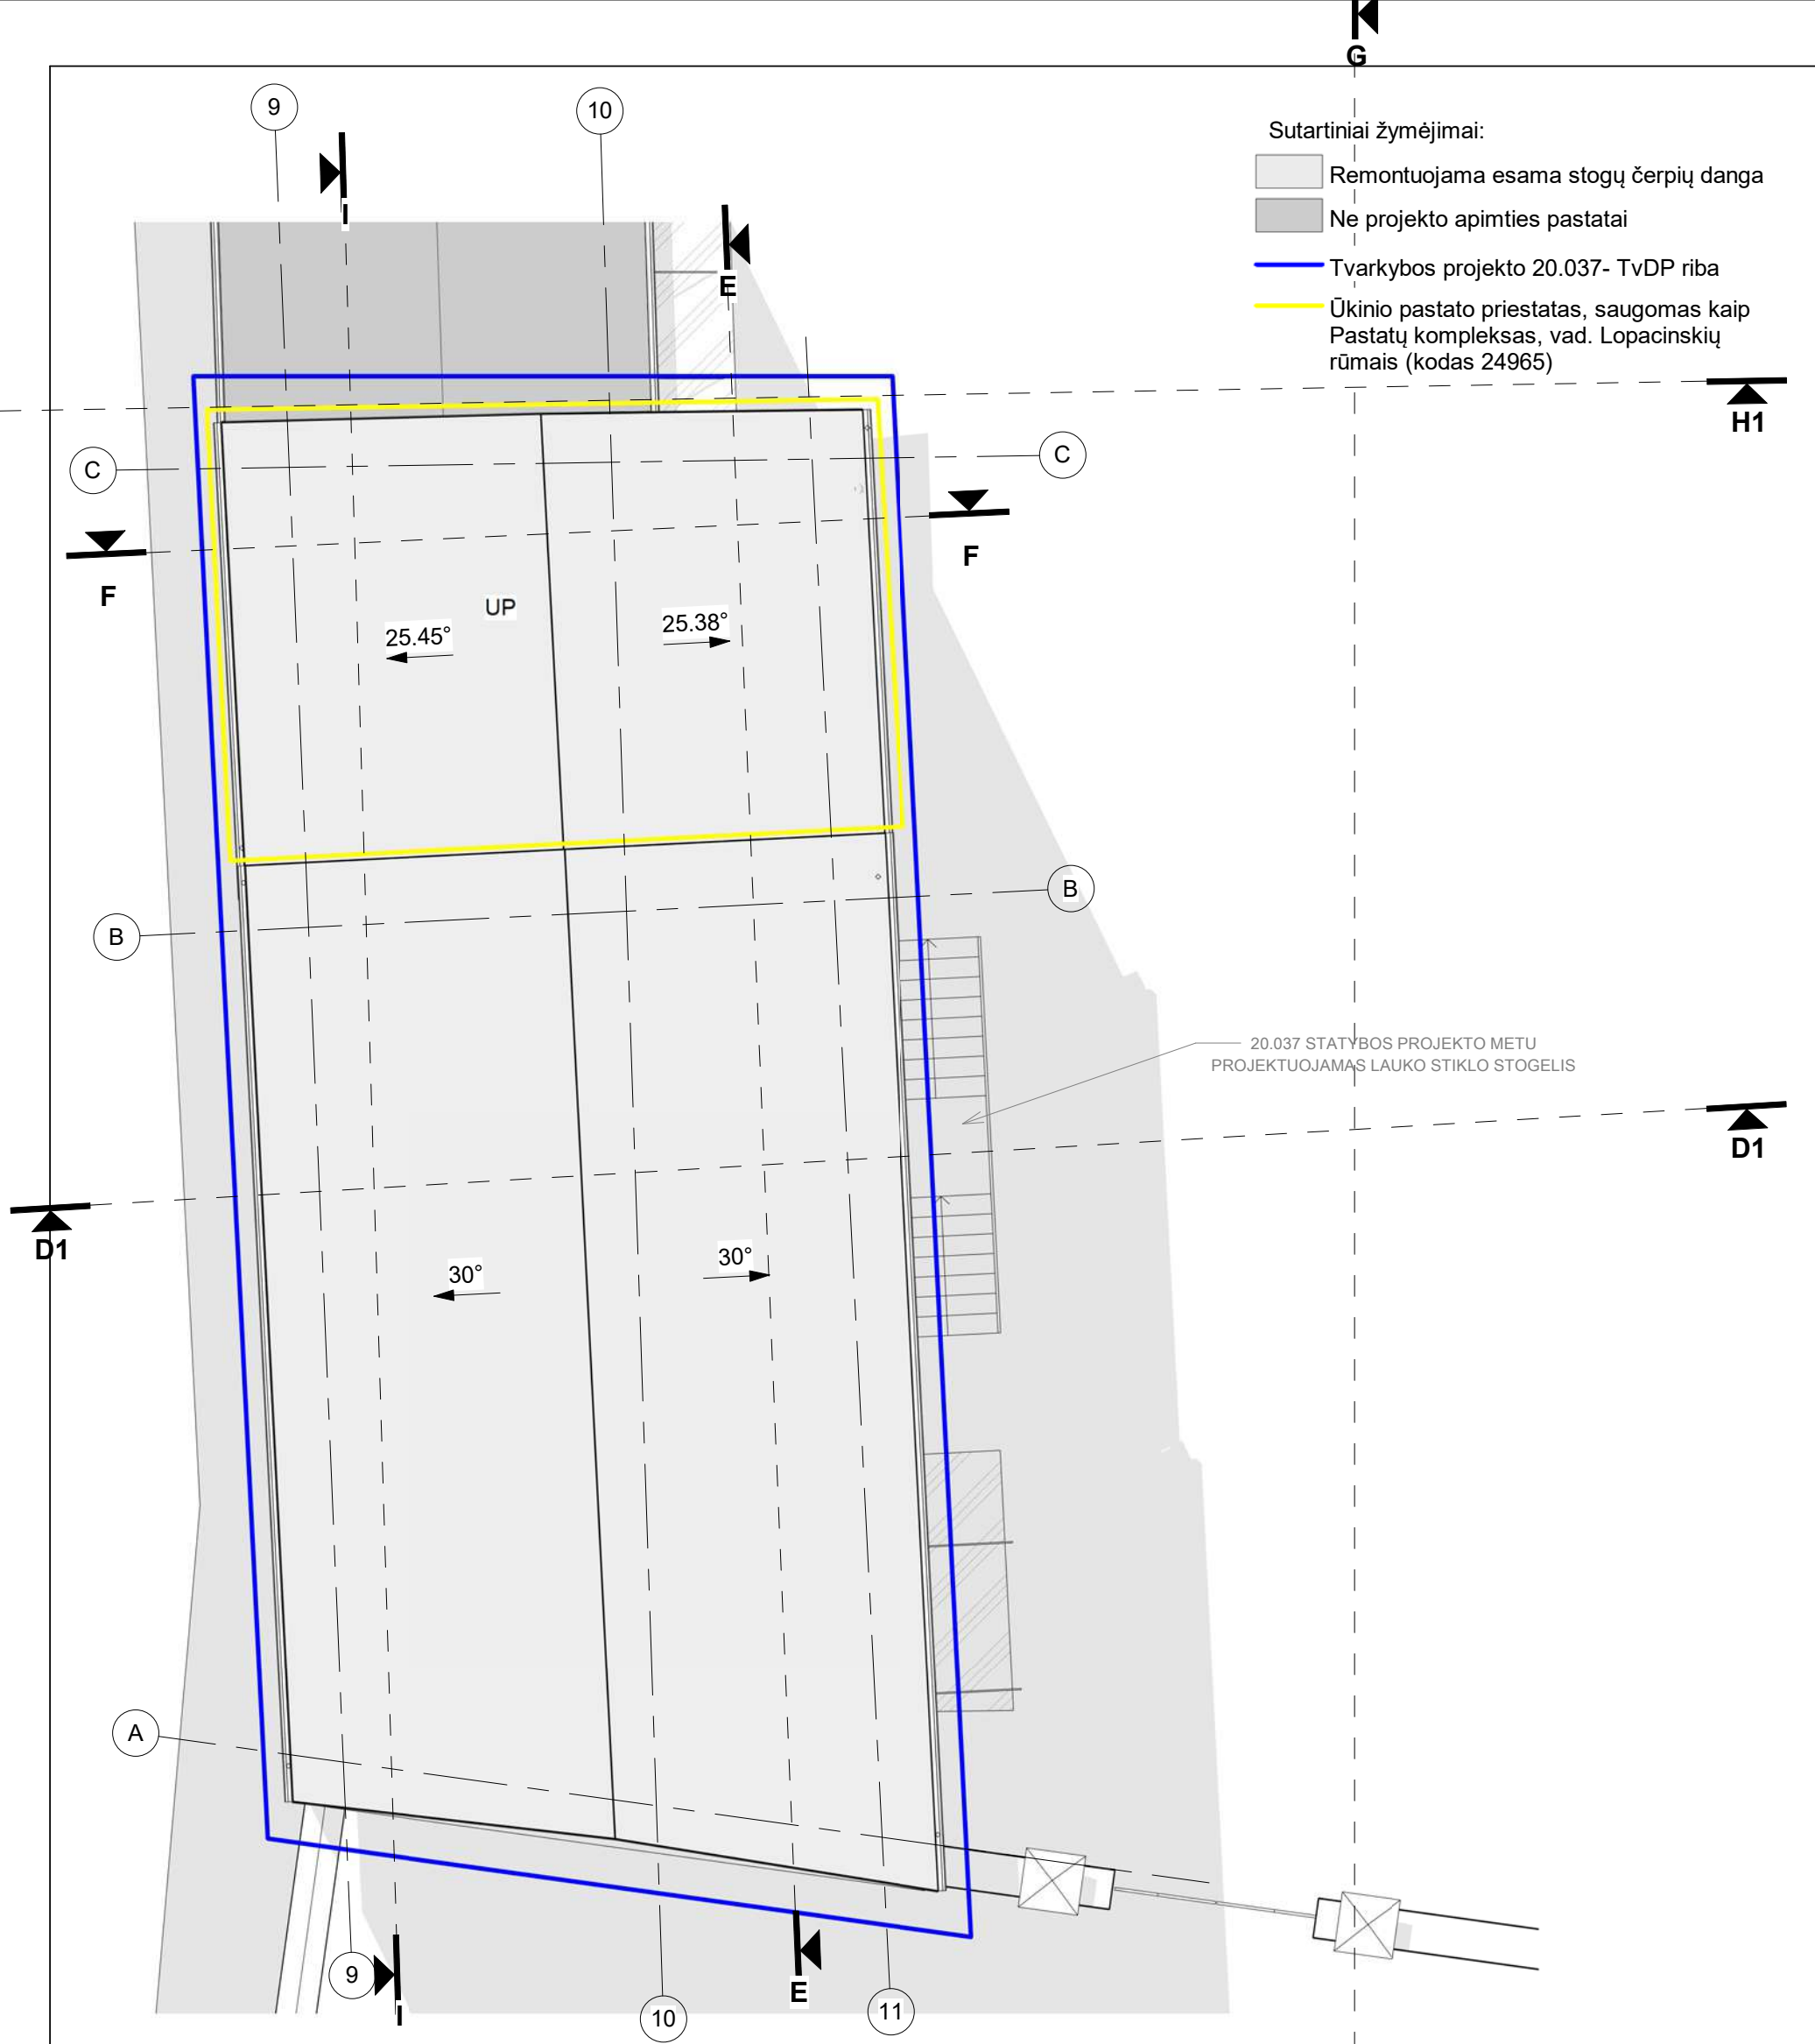 G
9
10
Sutartiniai žymėjimai:
Remontuojama esama stogų čerpių danga
Ne projekto apimties pastatai
Tvarkybos projekto 20.037- TvDP riba
Ūkinio pastato priestatas, saugomas kaip
Pastatų kompleksas, vad. Lopacinskių
rūmais (kodas 24965)
I
E
H1
C
C
F
F
UP
25.45°
25.38°
B
B
20.037 STATYBOS PROJEKTO METU
PROJEKTUOJAMAS LAUKO STIKLO STOGELIS
D1
D1
30°
30°
A
9
I
10
E
11